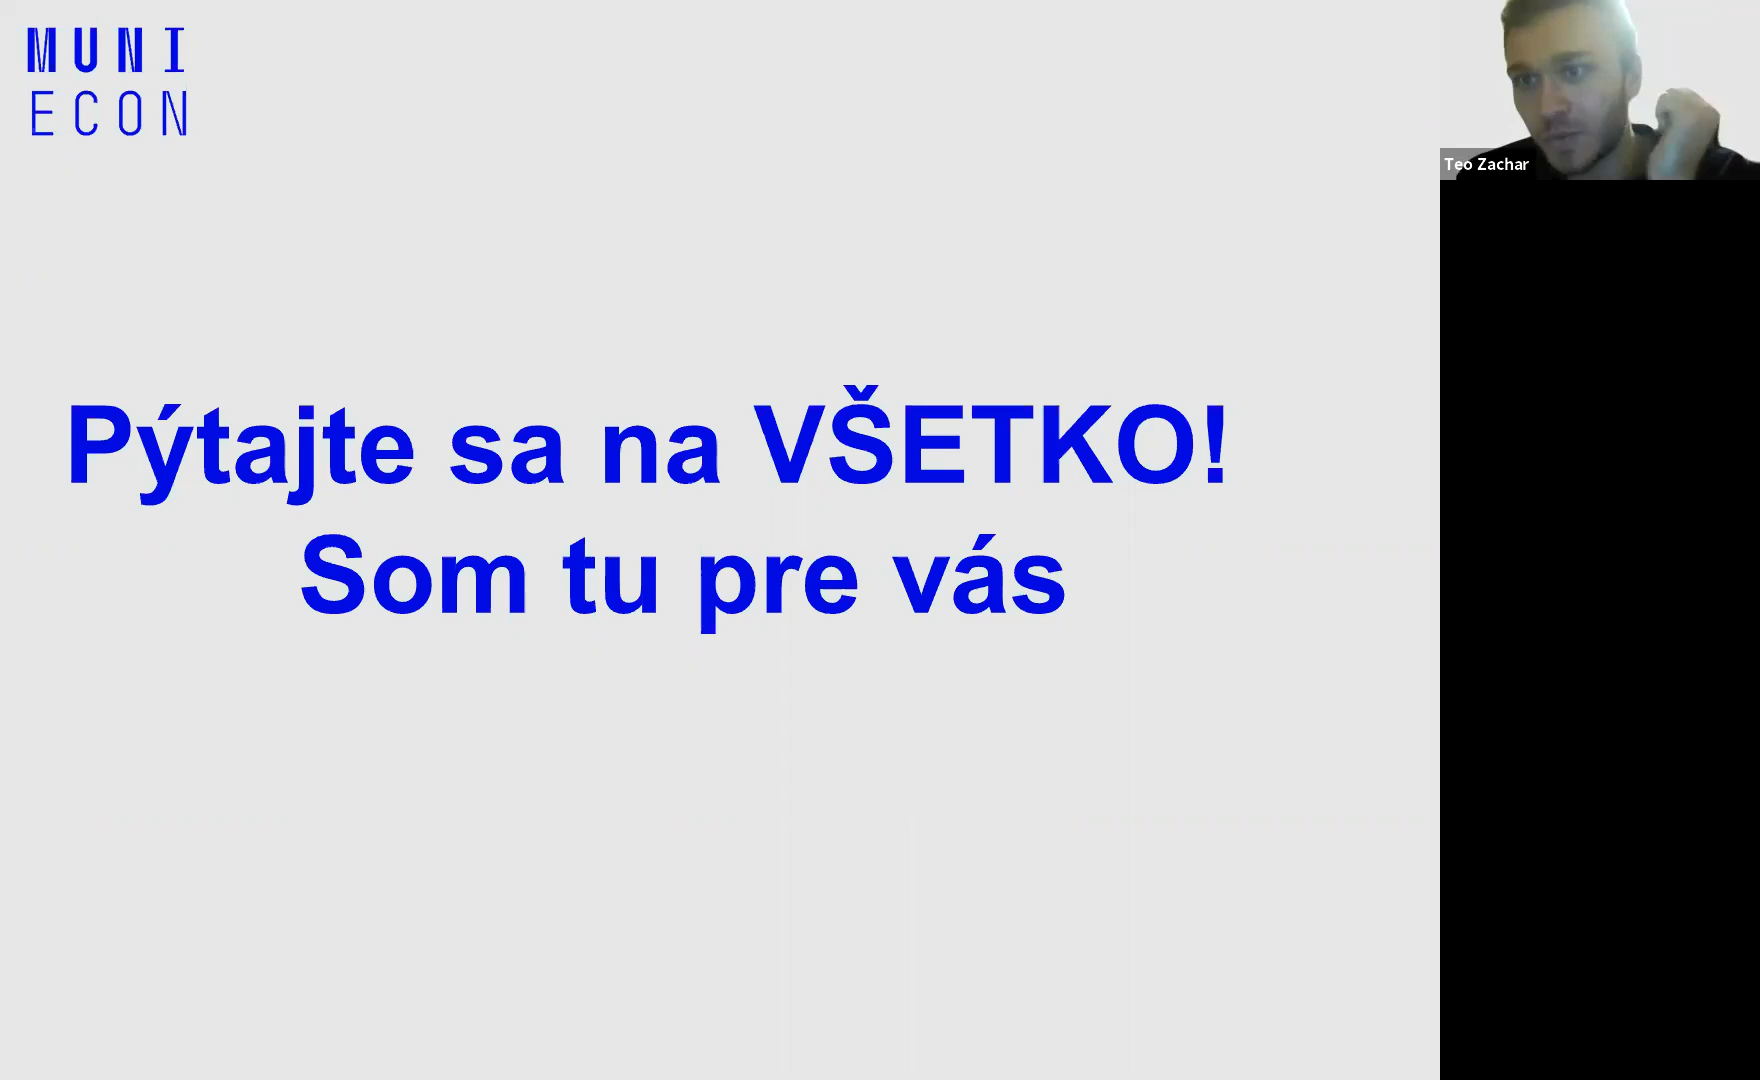 MUNI
ECON
Teo Zachar
Pýtajte sa na VŠETKO!
Som tu pre vás